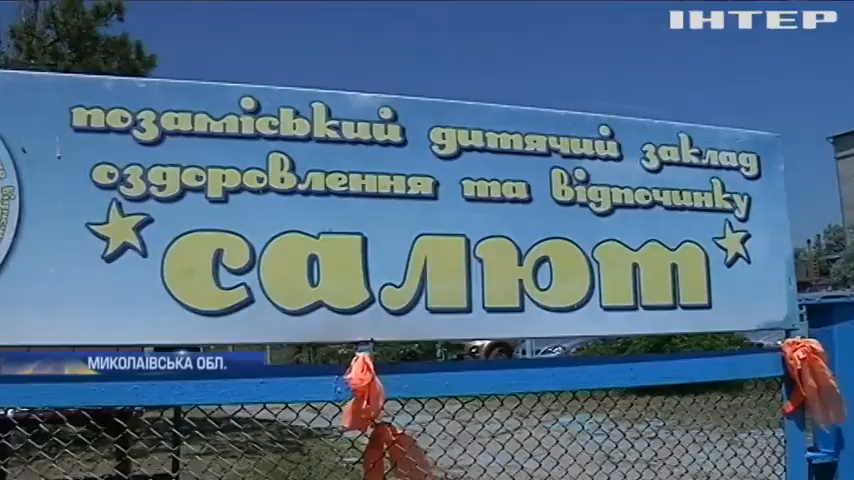 ІНТЕР
позаміський дитячий заклад
оздоровлення та відпочинку
салют
МИКОЛАЇВСЬКА ОБЛ.